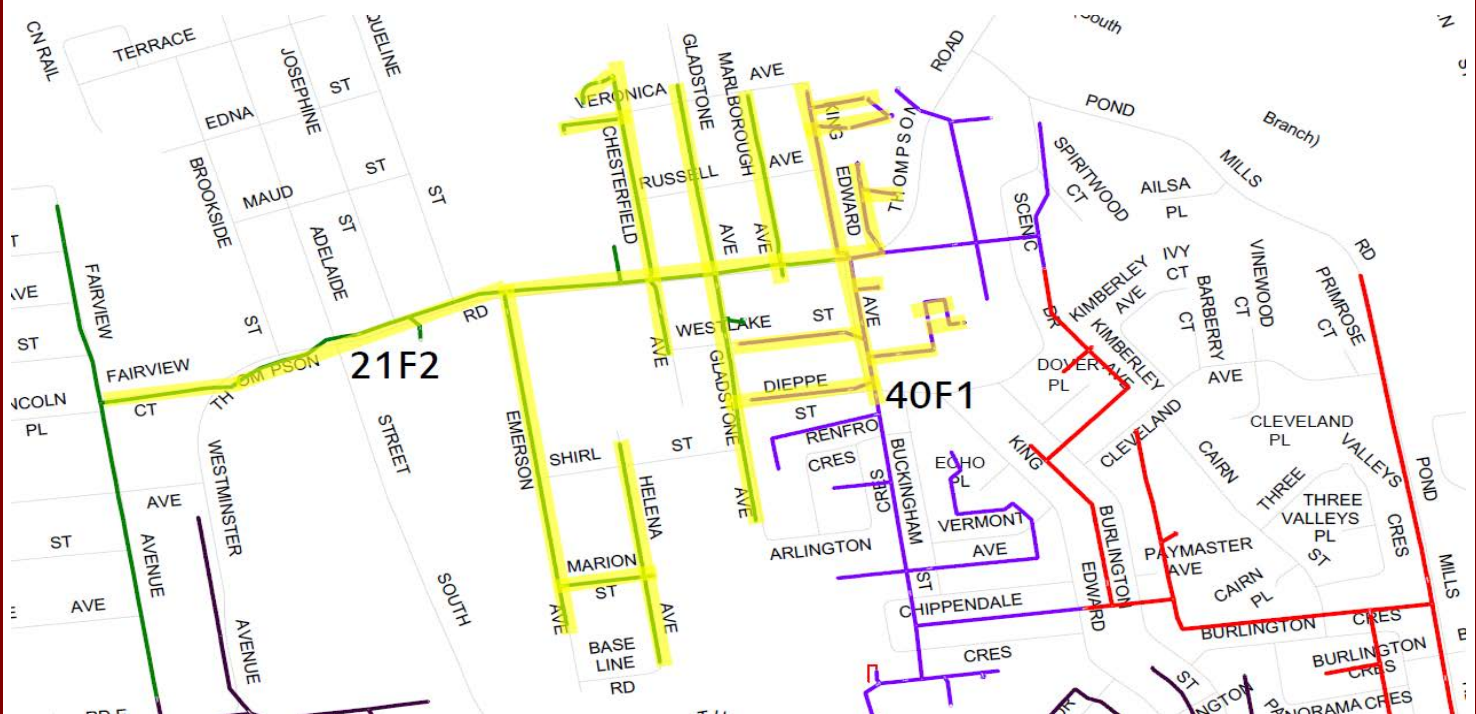 CN RAIL
TERRACE
QUELINE
JOSEPHINE
ST
EDNA
GLADSTONE
MARLBOROUGH
AVE
ROAD
(South
POND
Branch)
MILLS
VERONICA
KING
CHESTERFIELD
RUSSELL
AVE
EDWARD
THOMPSON
SPIRITWOOD
CT
AILSA
PL
BROOKSIDE
MAUD
ST
ST
ST
ADELAIDE
AVE
AVE
SCENIC
IVY
CT
RD
FAIRVIEW
AVE
ST
RD
WESTLAKE
ST
AVE
DR
KIMBERLEY
AVE
BARBERRY
CT
VINEWOOD
CT
PRIMROSE
CT
ST
FAIRVIEW
CT
THOMPSON
21F2
AVE
GLADSTONE
DIEPPE
ST
40F1
DOVER
PL
KIMBERLEY
AVE
AVE
NCOLN
PL
EMERSON
STREET
SHIRL
ST
RENFRO
CRES
CRES
BUCKINGHAM
ECHO
PL
KING
CLEVELAND
CAIRN
CLEVELAND
PL
THREE
VALLEYS
THREE
VALLEYS
PL
POND
WESTMINSTER
AVE
HELENA
AVE
VERMONT
AVE
ARLINGTON
BURLINGTON
PAYMASTER
AVE
ST
CRES
ST
AVENUE
MARION
ST
ST
CAIRN
PL
MILLS
AVE
AVENUE
SOUTH
AVE
AVE
BASE
LINE
RD
CHIPPENDALE
CRES
EDWARD
BURLINGTON
CRES
BURLINGTON
CRES
ST
PANORAMA CRES